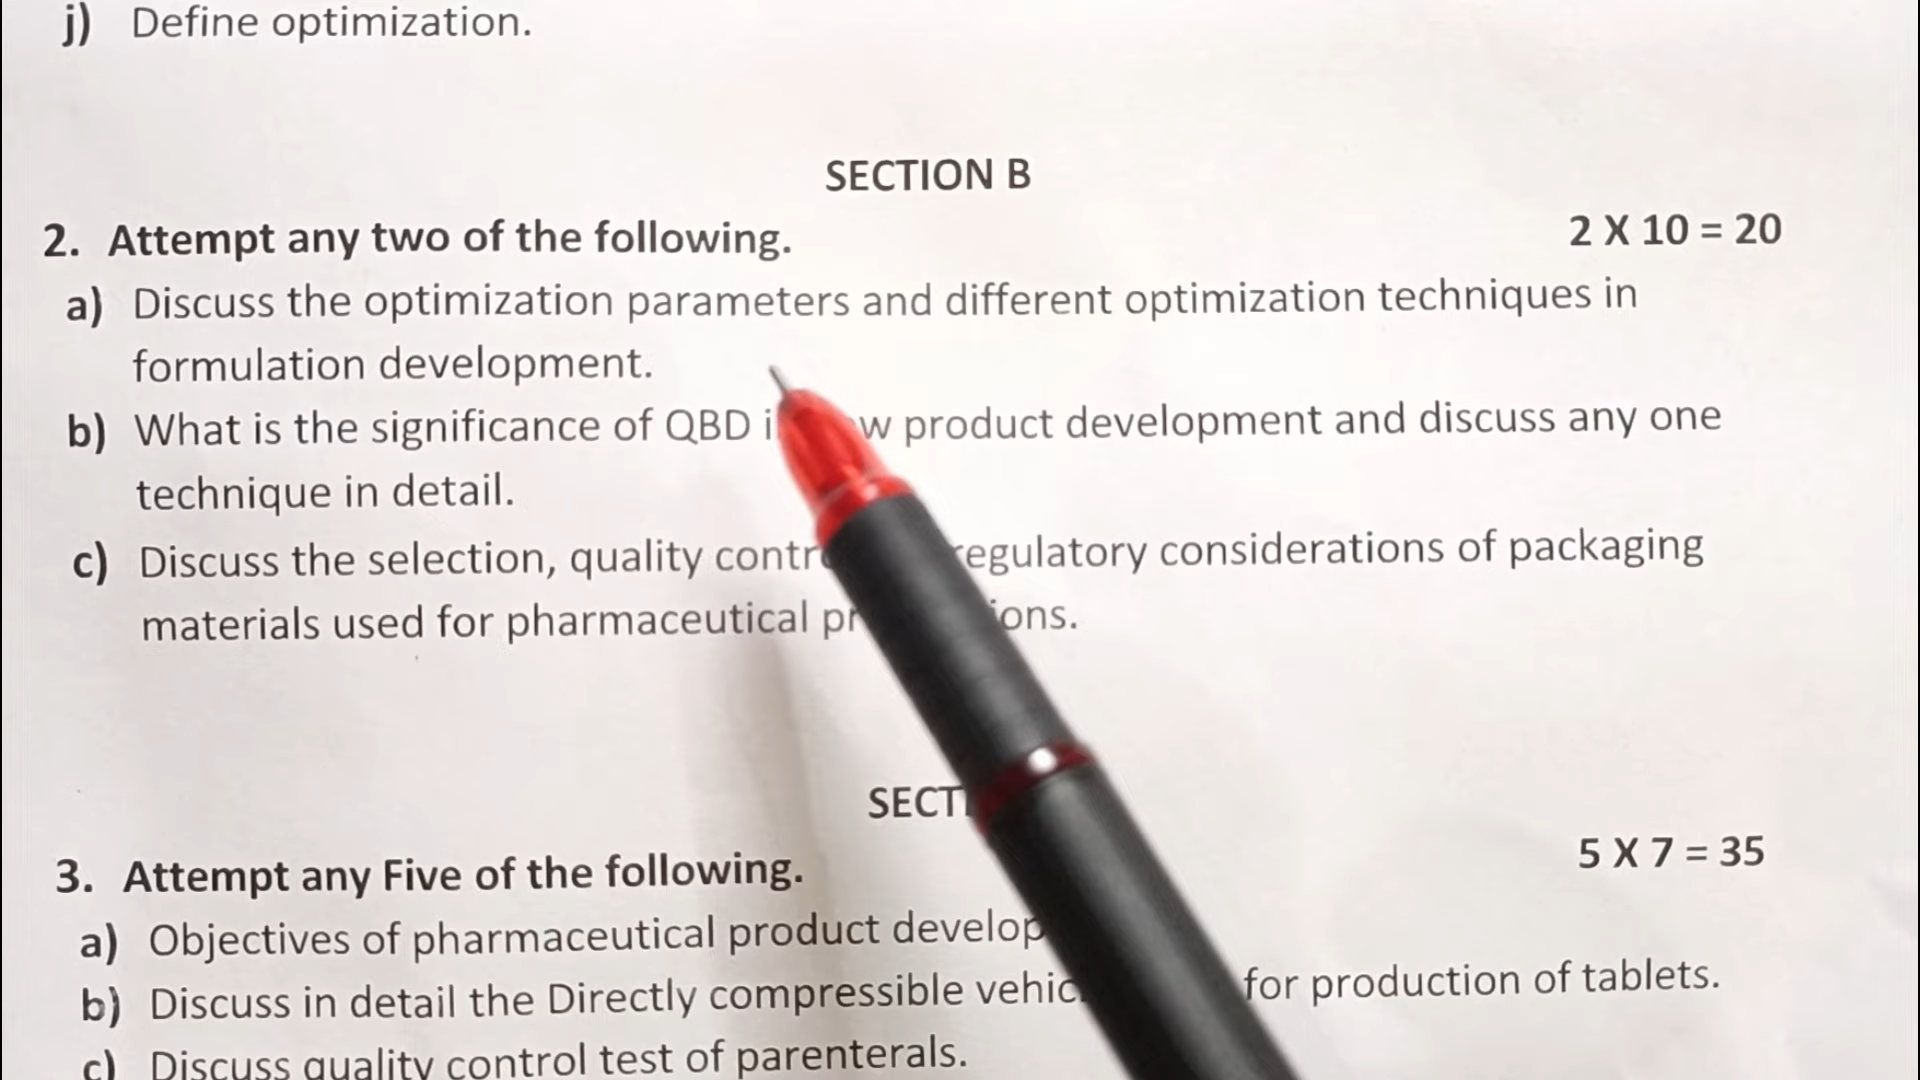 j) Define optimization.
SECTION B
2. Attempt any two of the following. 2 X 10 = 20
a) Discuss the optimization parameters and different optimization techniques in
formulation development.
b) What is the significance of QBD product development and discuss any one
technique in detail.
c) Discuss the selection, quality regulatory considerations of packaging
materials used for pharmaceutical
3. Attempt any Five of the following. 5 X 7 = 35
a) Objectives of pharmaceutical product
b) Discuss in detail the Directly compressible for production of tablets.
c) Discuss quality control test of parenterals.